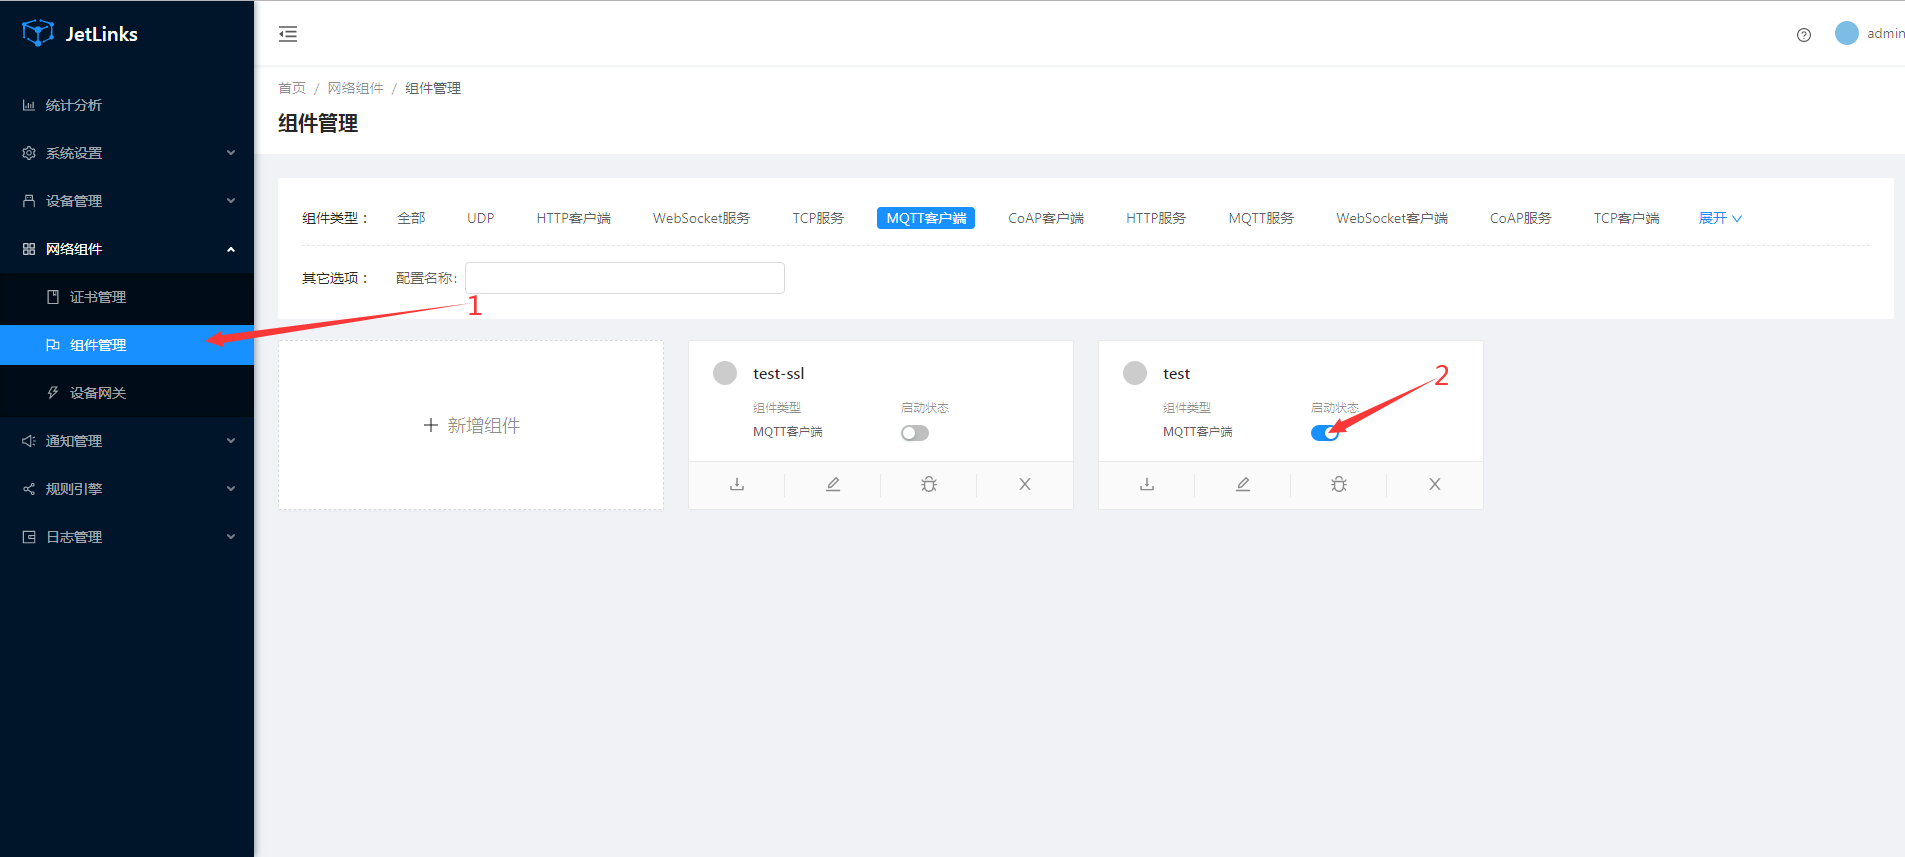 JetLinks
admin
统计分析
系统设置
设备管理
网络组件
证书管理
组件管理
设备网关
通知管理
规则引擎
日志管理
首页 / 网络组件 / 组件管理
组件管理
组件类型： 全部 UDP HTTP客户端 WebSocket服务 TCP服务 MQTT客户端 CoAP客户端 HTTP服务 MQTT服务 WebSocket客户端 CoAP服务 TCP客户端 展开
其它选项： 配置名称:
1
+ 新增组件
test-ssl
组件类型 启动状态
MQTT客户端
test
2
组件类型 启动状态
MQTT客户端